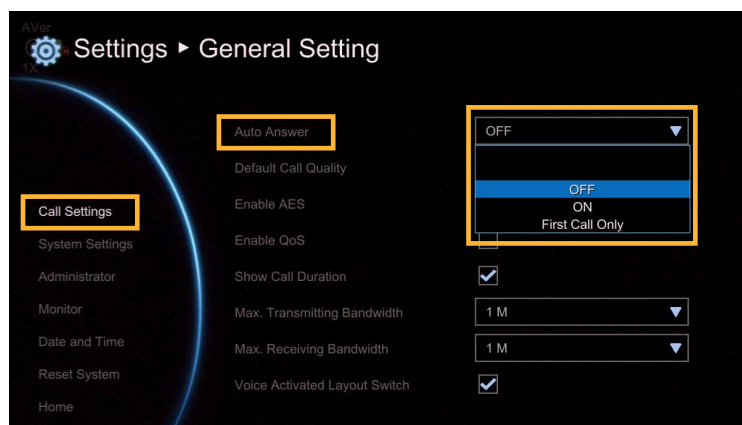 AVer
Settings ► General Setting
1X
Auto Answer
OFF
Default Call Quality
OFF
Call Settings
Enable AES
ON
First Call Only
System Settings
Enable QoS
Administrator
Show Call Duration
Monitor
Max. Transmitting Bandwidth
1 M
Date and Time
Max. Receiving Bandwidth
1 M
Reset System
Voice Activated Layout Switch
Home